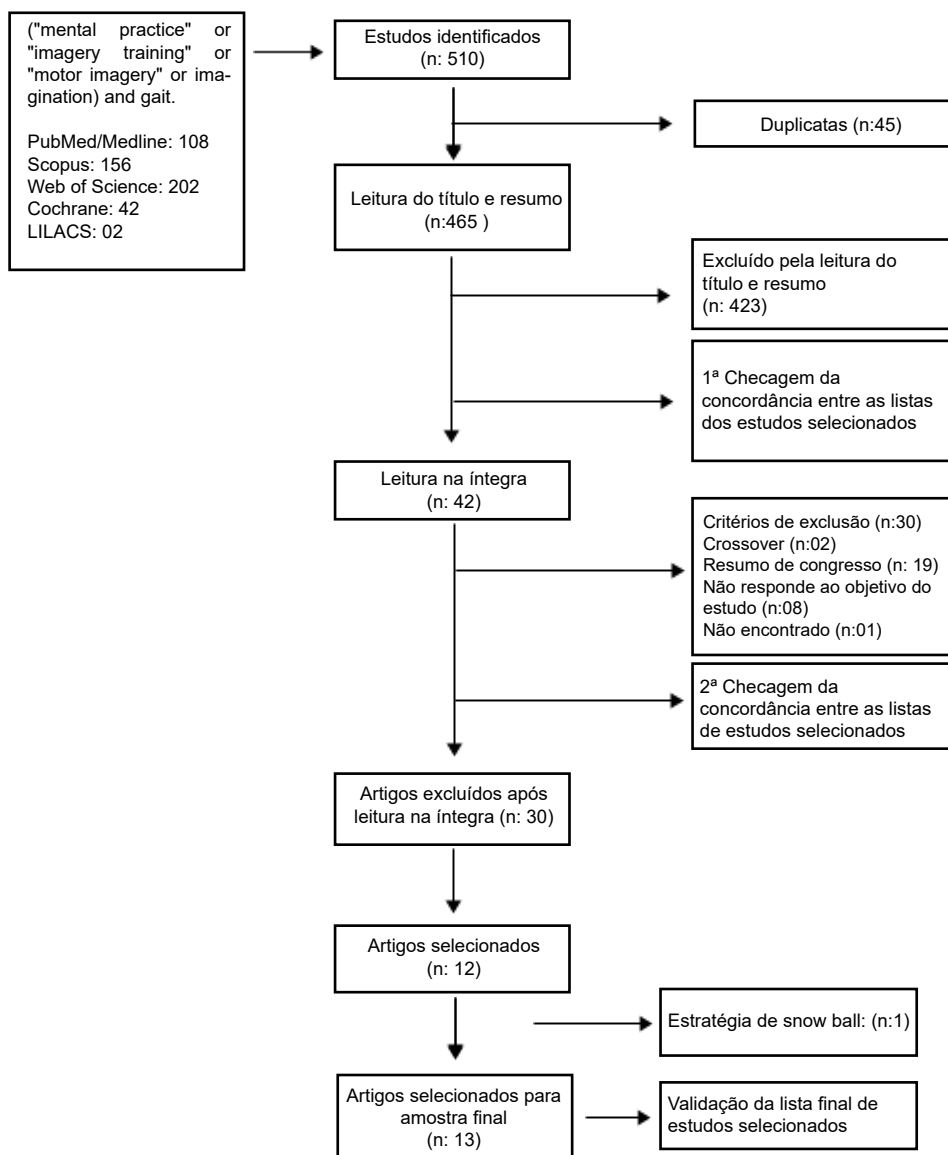 ("mental practice" or
"imagery training" or
"motor imagery" or ima-
gination) and gait.
PubMed/Medline: 108
Scopus: 156
Web of Science: 202
Cochrane: 42
LILACS: 02
Estudos identificados
(n: 510)
Duplicatas (n:45)
Leitura do título e resumo
(n:465 )
Excluído pela leitura do
título e resumo
(n: 423)
1ª Checagem da
concordância entre as listas
dos estudos selecionados
Leitura na íntegra
(n: 42)
Critérios de exclusão (n:30)
Crossover (n:02)
Resumo de congresso (n: 19)
Não responde ao objetivo do
estudo (n:08)
Não encontrado (n:01)
2ª Checagem da
concordância entre as listas
de estudos selecionados
Artigos excluídos após
leitura na íntegra (n: 30)
Artigos selecionados
(n: 12)
Estratégia de snow ball: (n:1)
Artigos selecionados para
amostra final
(n: 13)
Validação da lista final de
estudos selecionados